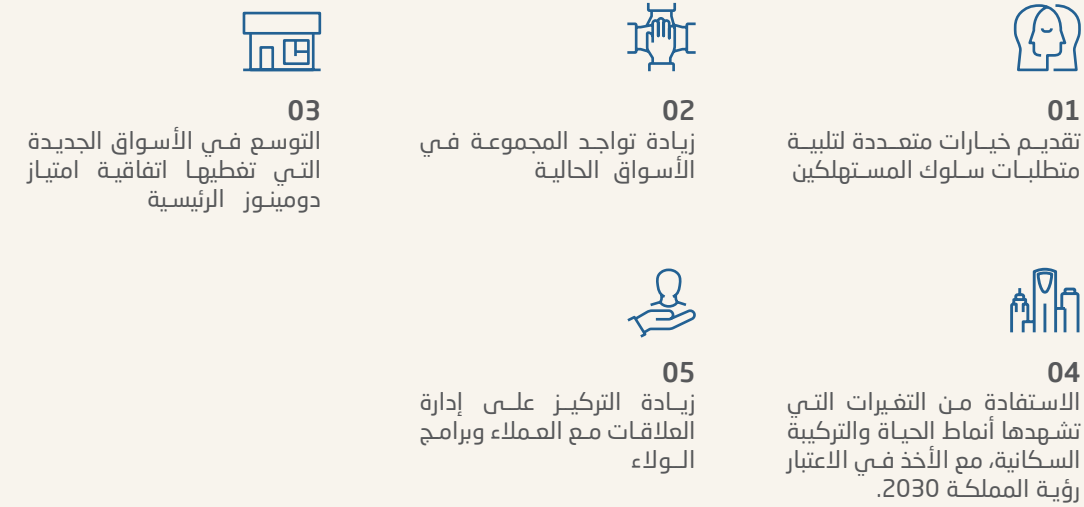 01
تقديم خيارات متعددة لتلبية
متطلبات سلوك المستهلكين
02
زيادة تواجد المجموعة في
الأسواق الحالية
03
التوسع في الأسواق الجديدة
التي تغطيها اتفاقية امتياز
دومينوز الرئيسية
04
الاستفادة من التغيرات التي
تشهدها أنماط الحياة والتركيبة
السكانية، مع الأخذ في الاعتبار
رؤية المملكة 2030.
05
زيادة التركيز على إدارة
العلاقات مع العملاء وبرامج
الولاء